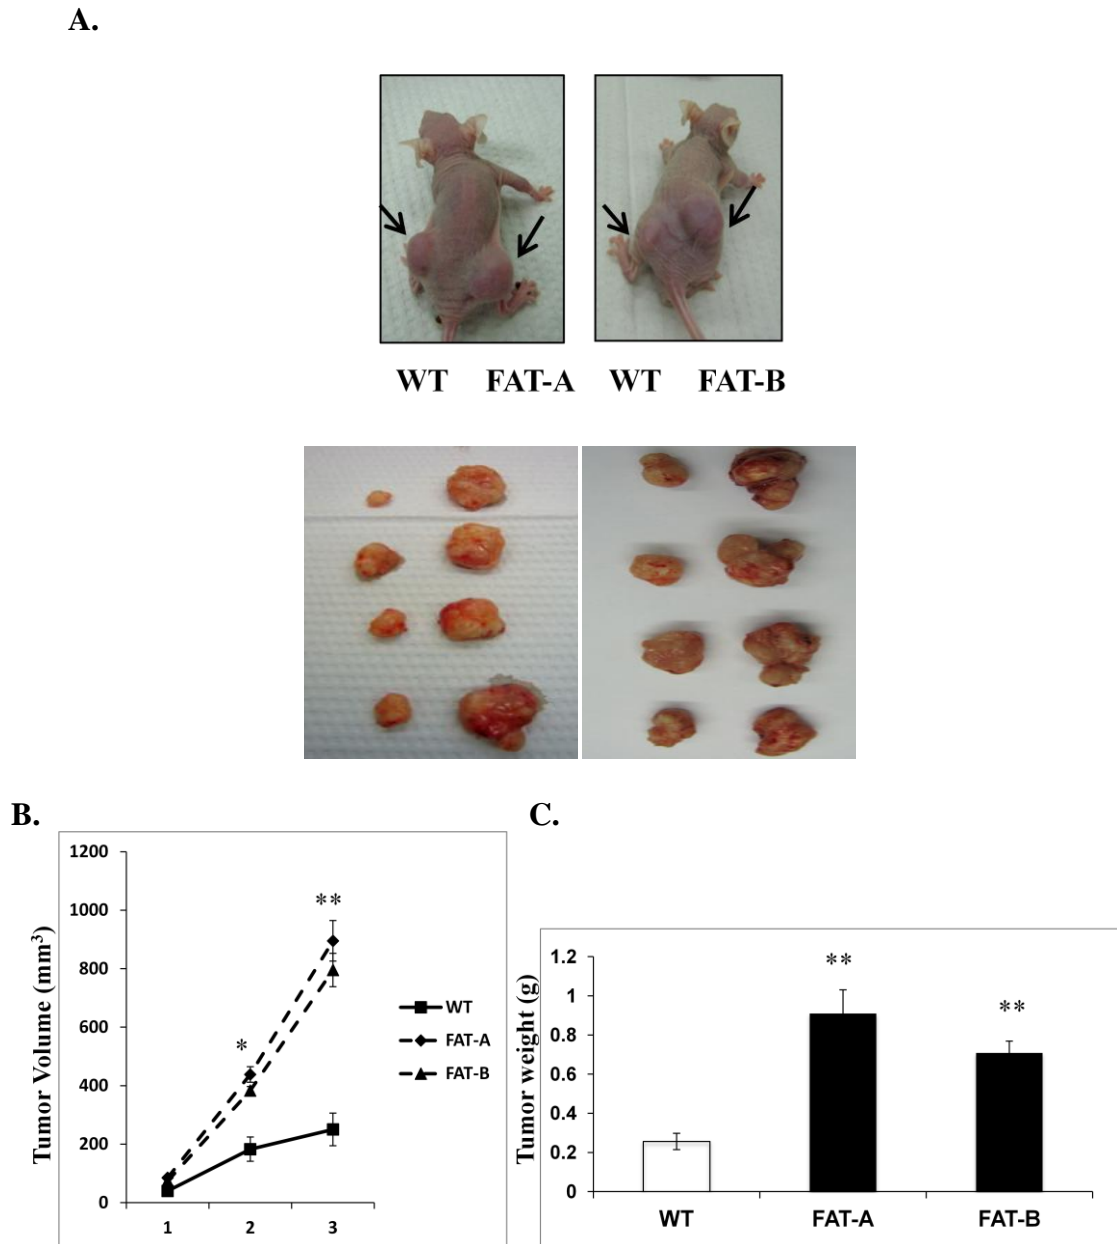 A.
WT FAT-A WT FAT-B
B.
C.
Tumor Volume (mm³)
1200
1000
800
600
400
200
0
1 2 3
*
**
WT
FAT-A
FAT-B
Tumor weight (g)
1.2
1
0.8
0.6
0.4
0.2
0
**
**
WT FAT-A FAT-B